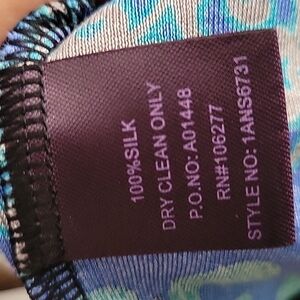 100%SILK
DRY CLEAN ONLY
P.O.NO: A01448
RN#106277
STYLE NO: 1ANS6731